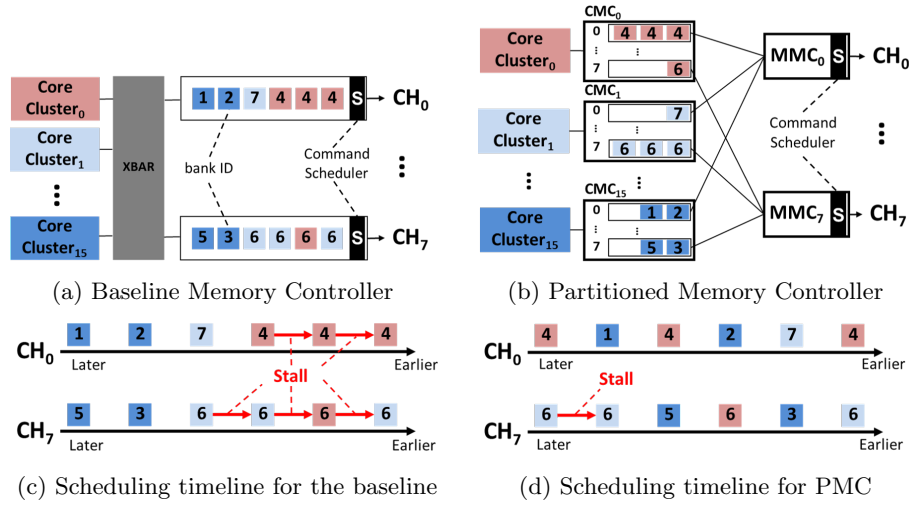 Core
Cluster0
Core
Cluster1
Core
Cluster15
XBAR
1 2 7 4 4 4 S CH0
bank ID
Command
Scheduler
5 3 6 6 6 6 S CH7
(a) Baseline Memory Controller
Core
Cluster0
Core
Cluster1
Core
Cluster15
CMC0
0 4 4 4
7 6
CMC1
7
6 6 6
CMC15
0 1 2
7 5 3
MMC0 S CH0
Command
Scheduler
MMC7 S CH7
(b) Partitioned Memory Controller
CH0 1 2 7 4 4 4
Later Earlier
Stall
CH7 5 3 6 6 6 6
Later Earlier
(c) Scheduling timeline for the baseline
CH0 4 1 4 2 7 4
Later Earlier
Stall
CH7 6 6 5 6 3 6
Later Earlier
(d) Scheduling timeline for PMC